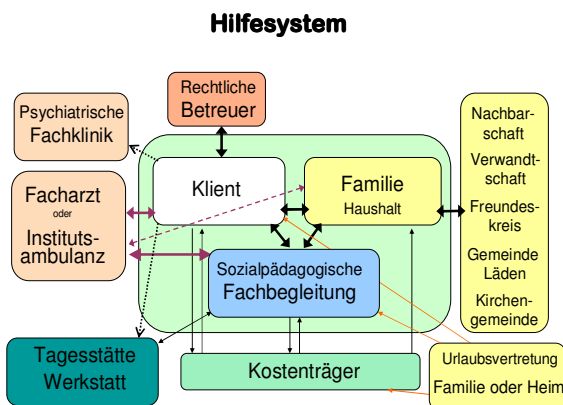 Hilfesystem
Rechtliche
Betreuer
Psychiatrische
Fachklinik
Facharzt
oder
Instituts-
ambulanz
Klient
Familie
Haushalt
Nachbar-
schaft
Verwandt-
schaft
Freundes-
kreis
Gemeinde
Läden
Kirchen-
gemeinde
Sozialpädagogische
Fachbegleitung
Tagesstätte
Werkstatt
Kostenträger
Urlaubsvertretung
Familie oder Heim